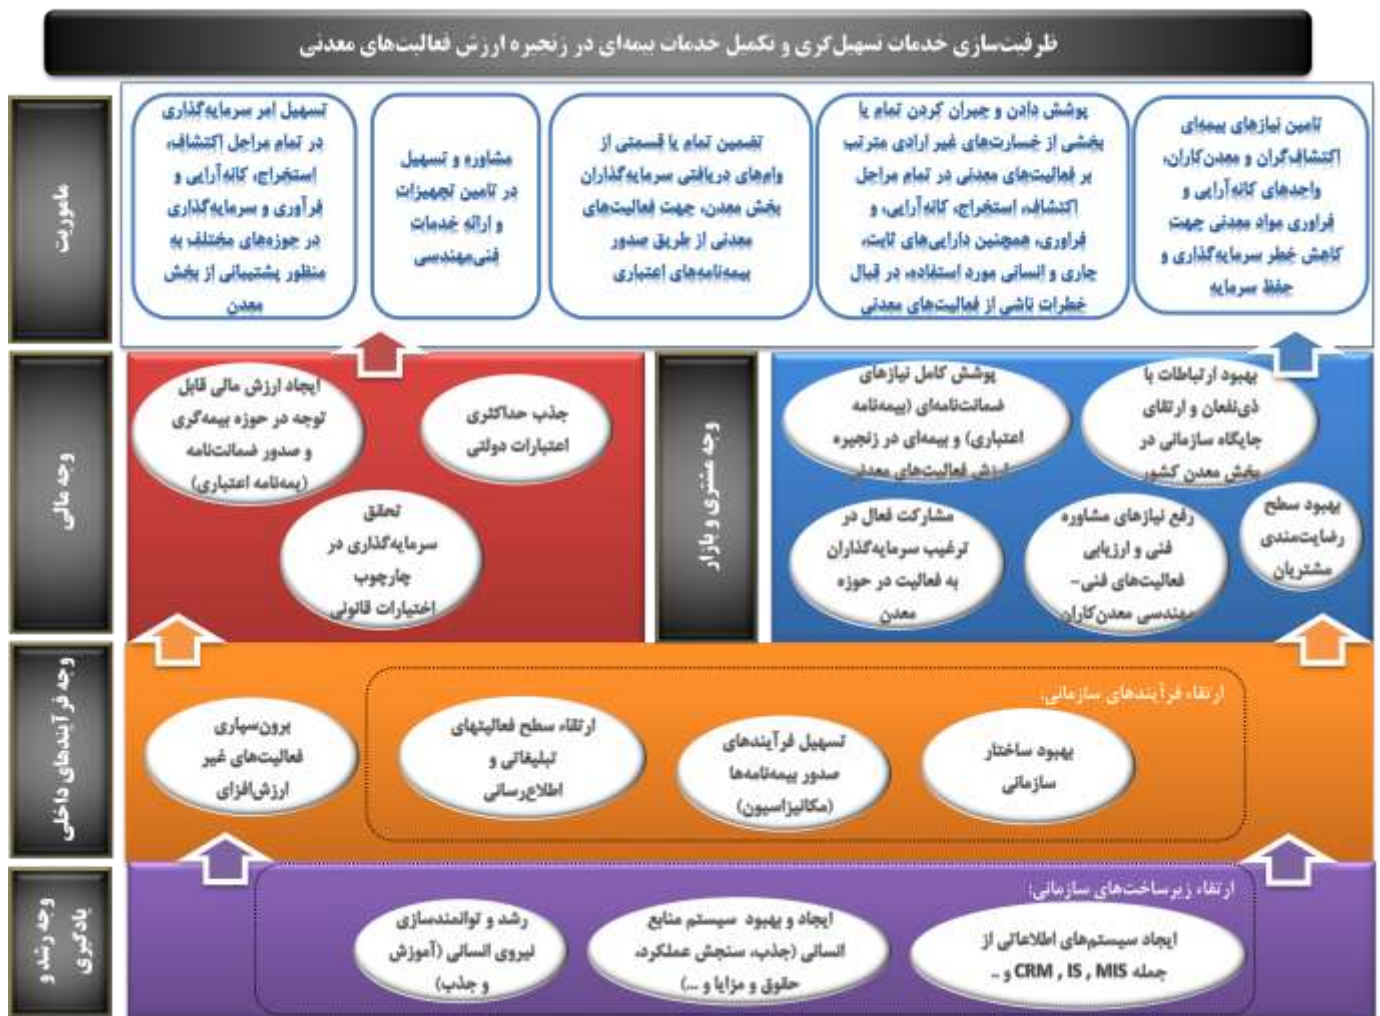 ظرفیت‌سازی خدمات تسهیل‌گری و تکمیل خدمات بیمه‌ای در زنجیره ارزش فعالیت‌های معدنی
ماموریت
تامین نیازهای بیمه‌ای
اکتشاف‌گران و معدن‌کاران،
واحدهای کانه‌آرایی و
فراوری مواد معدنی جهت
کاهش خطر سرمایه‌گذاری و
حفظ سرمایه
پوشش دادن و جبران کردن تمام یا
بخشی از خسارت‌های غیر ارادی مترتب
بر فعالیت‌های معدنی در تمام مراحل
اکتشاف، استخراج، کانه‌آرایی، و
فراوری، همچنین دارایی‌های ثابت،
جاری و انسانی مورد استفاده، در قبال
خطرات ناشی از فعالیت‌های معدنی
تضمین تمام یا قسمتی از
وام‌های دریافتی سرمایه‌گذاران
بخش معدن، جهت فعالیت‌های
معدنی از طریق صدور
بیمه‌نامه‌های اعتباری
مشاوره و تسهیل
در تامین تجهیزات
و ارائه خدمات
فنی‌مهندسی
تسهیل امر سرمایه‌گذاری
در تمام مراحل اکتشاف،
استخراج، کانه‌آرایی و
فرآوری و سرمایه‌گذاری
در حوزه‌های مختلف به
منظور پشتیبانی از بخش
معدن
وجه مشتری و بازار
بهبود ارتباطات با
ذی‌نفعان و ارتقای
جایگاه سازمانی در
بخش معدن کشور
پوشش کامل نیازهای
ضمانت‌نامه‌ای (بیمه‌نامه
اعتباری) و بیمه‌ای در زنجیره
ارزش فعالیت‌های معدنی
بهبود سطح
رضایت‌مندی
مشتریان
رفع نیازهای مشاوره
فنی و ارزیابی
فعالیت‌های فنی-
مهندسی معدن‌کاران
مشارکت فعال در
ترغیب سرمایه‌گذاران
به فعالیت در حوزه
معدن
وجه مالی
جذب حداکثری
اعتبارات دولتی
ایجاد ارزش مالی قابل
توجه در حوزه بیمه‌گری
و صدور ضمانت‌نامه
(یمه‌نامه اعتباری)
تحقق
سرمایه‌گذاری در
چارچوب
اختیارات قانونی
وجه فرآیندهای داخلی
ارتقاء فرآیندهای سازمانی:
بهبود ساختار
سازمانی
تسهیل فرآیندهای
صدور بیمه‌نامه‌ها
(مکانیزاسیون)
ارتقاء سطح فعالیتهای
تبلیغاتی و
اطلاع‌رسانی
برون‌سپاری
فعالیت‌های غیر
ارزش‌افزای
وجه رشد و
یادگیری
ارتقاء زیرساخت‌های سازمانی:
ایجاد سیستم‌های اطلاعاتی از
جمله CRM , IS , MIS و ..
ایجاد و بهبود سیستم منابع
انسانی (جذب، سنجش عملکرد،
حقوق و مزایا و ...)
رشد و توانمندسازی
نیروی انسانی (آموزش
و جذب)